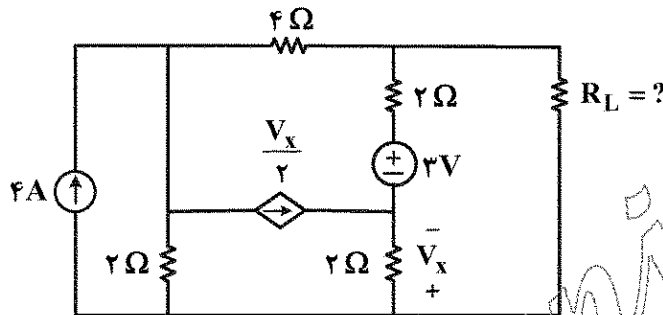 ۴ Ω
۲ Ω
R_L = ?
V_x
۲
۳V
۴A
۲ Ω
۲ Ω
−
V_x
+